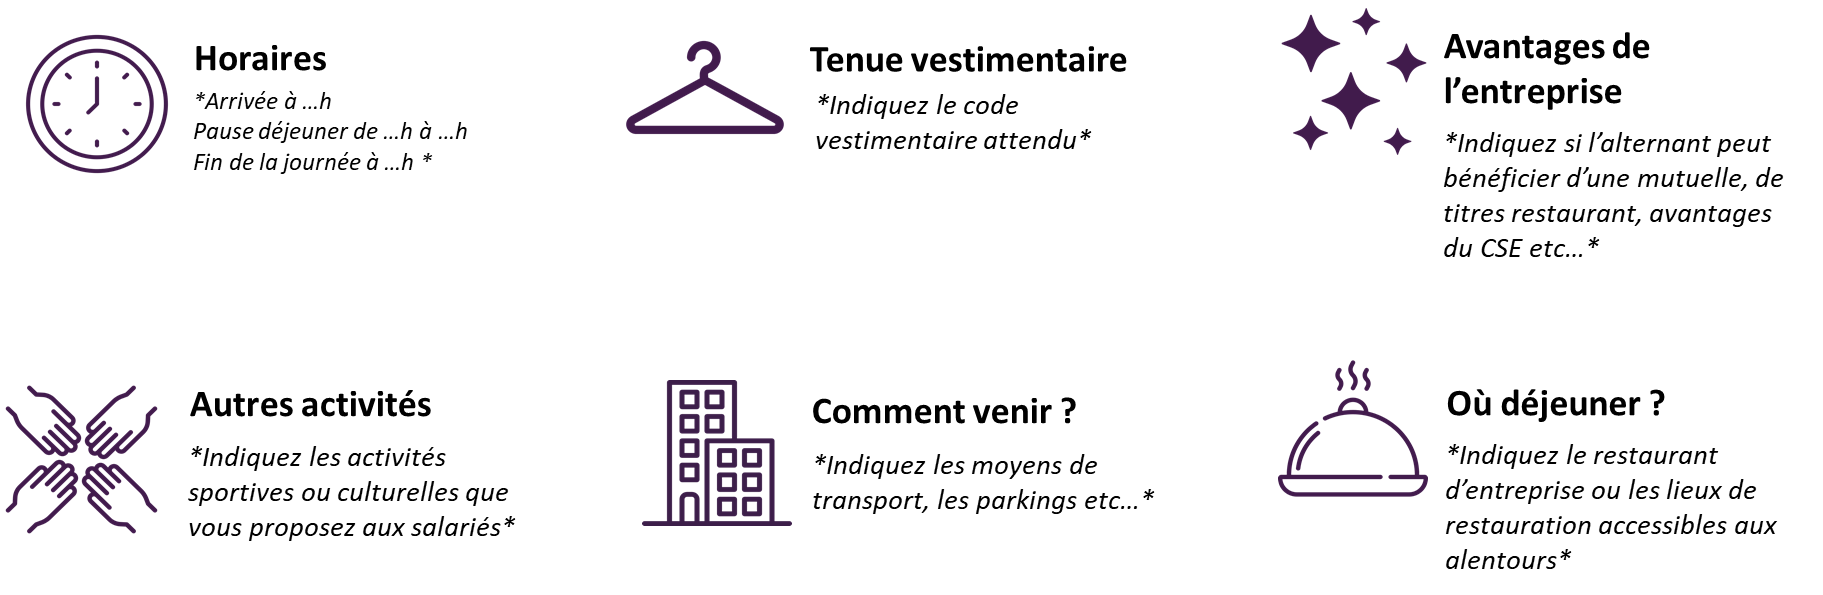 Horaires
*Arrivée à ...h
Pause déjeuner de ...h à ...h
Fin de la journée à ...h *
Tenue vestimentaire
*Indiquez le code
vestimentaire attendu*
Avantages de
l’entreprise
*Indiquez si l’alternant peut
bénéficier d’une mutuelle, de
titres restaurant, avantages
du CSE etc...*
Autres activités
*Indiquez les activités
sportives ou culturelles que
vous proposez aux salariés*
Comment venir ?
*Indiquez les moyens de
transport, les parkings etc...*
Où déjeuner ?
*Indiquez le restaurant
d’entreprise ou les lieux de
restauration accessibles aux
alentours*